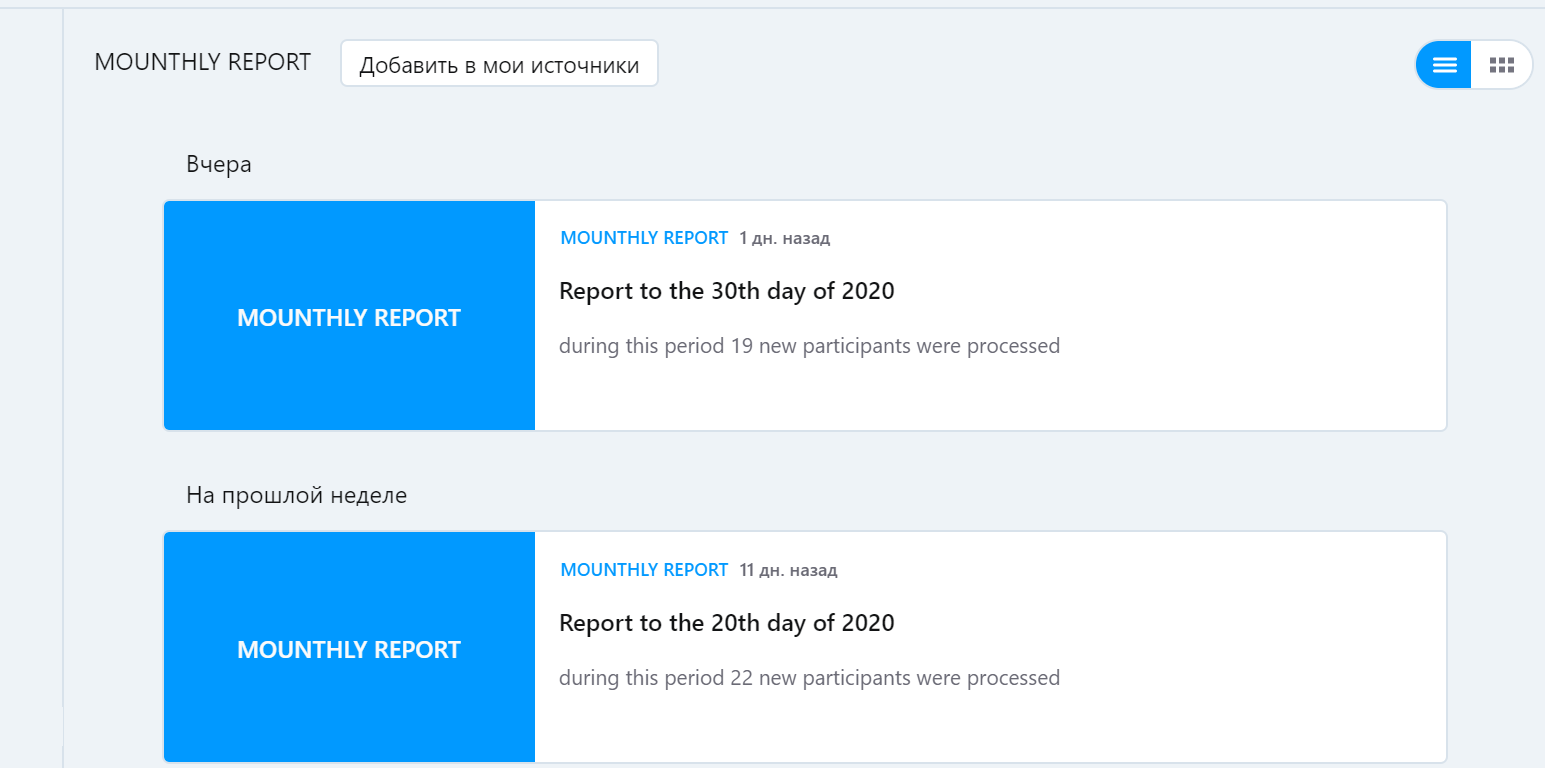 MOUNTHLY REPORT
Добавить в мои источники
Вчера
MOUNTHLY REPORT
MOUNTHLY REPORT 1 дн. назад
Report to the 30th day of 2020
during this period 19 new participants were processed
На прошлой неделе
MOUNTHLY REPORT
MOUNTHLY REPORT 11 дн. назад
Report to the 20th day of 2020
during this period 22 new participants were processed